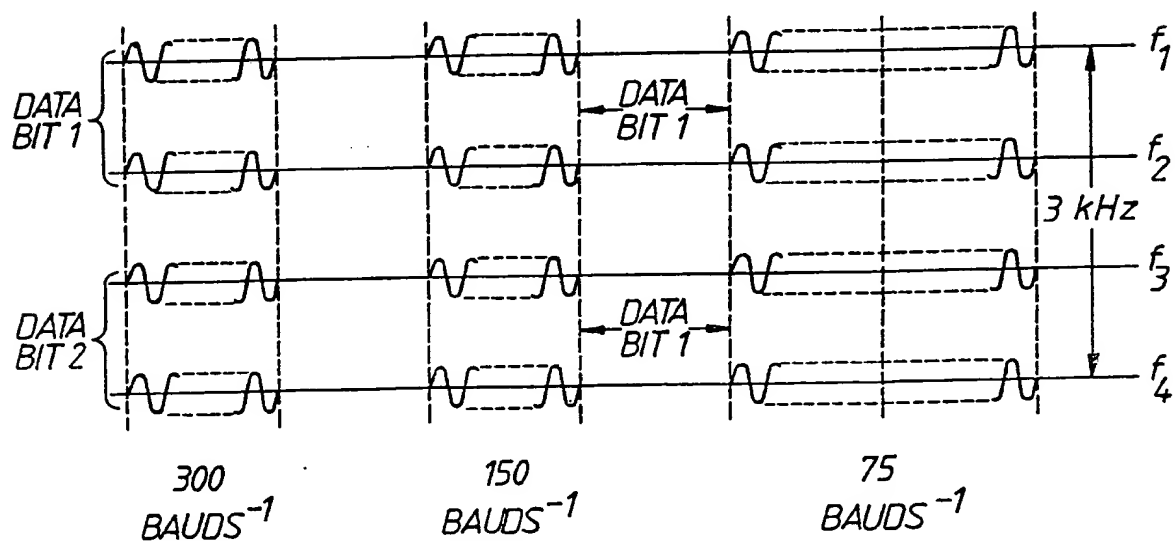 f1
DATA
BIT 1
DATA
BIT 1
f2
3 kHz
f3
DATA
BIT 2
DATA
BIT 1
f4
300
BAUDS⁻¹
150
BAUDS⁻¹
75
BAUDS⁻¹